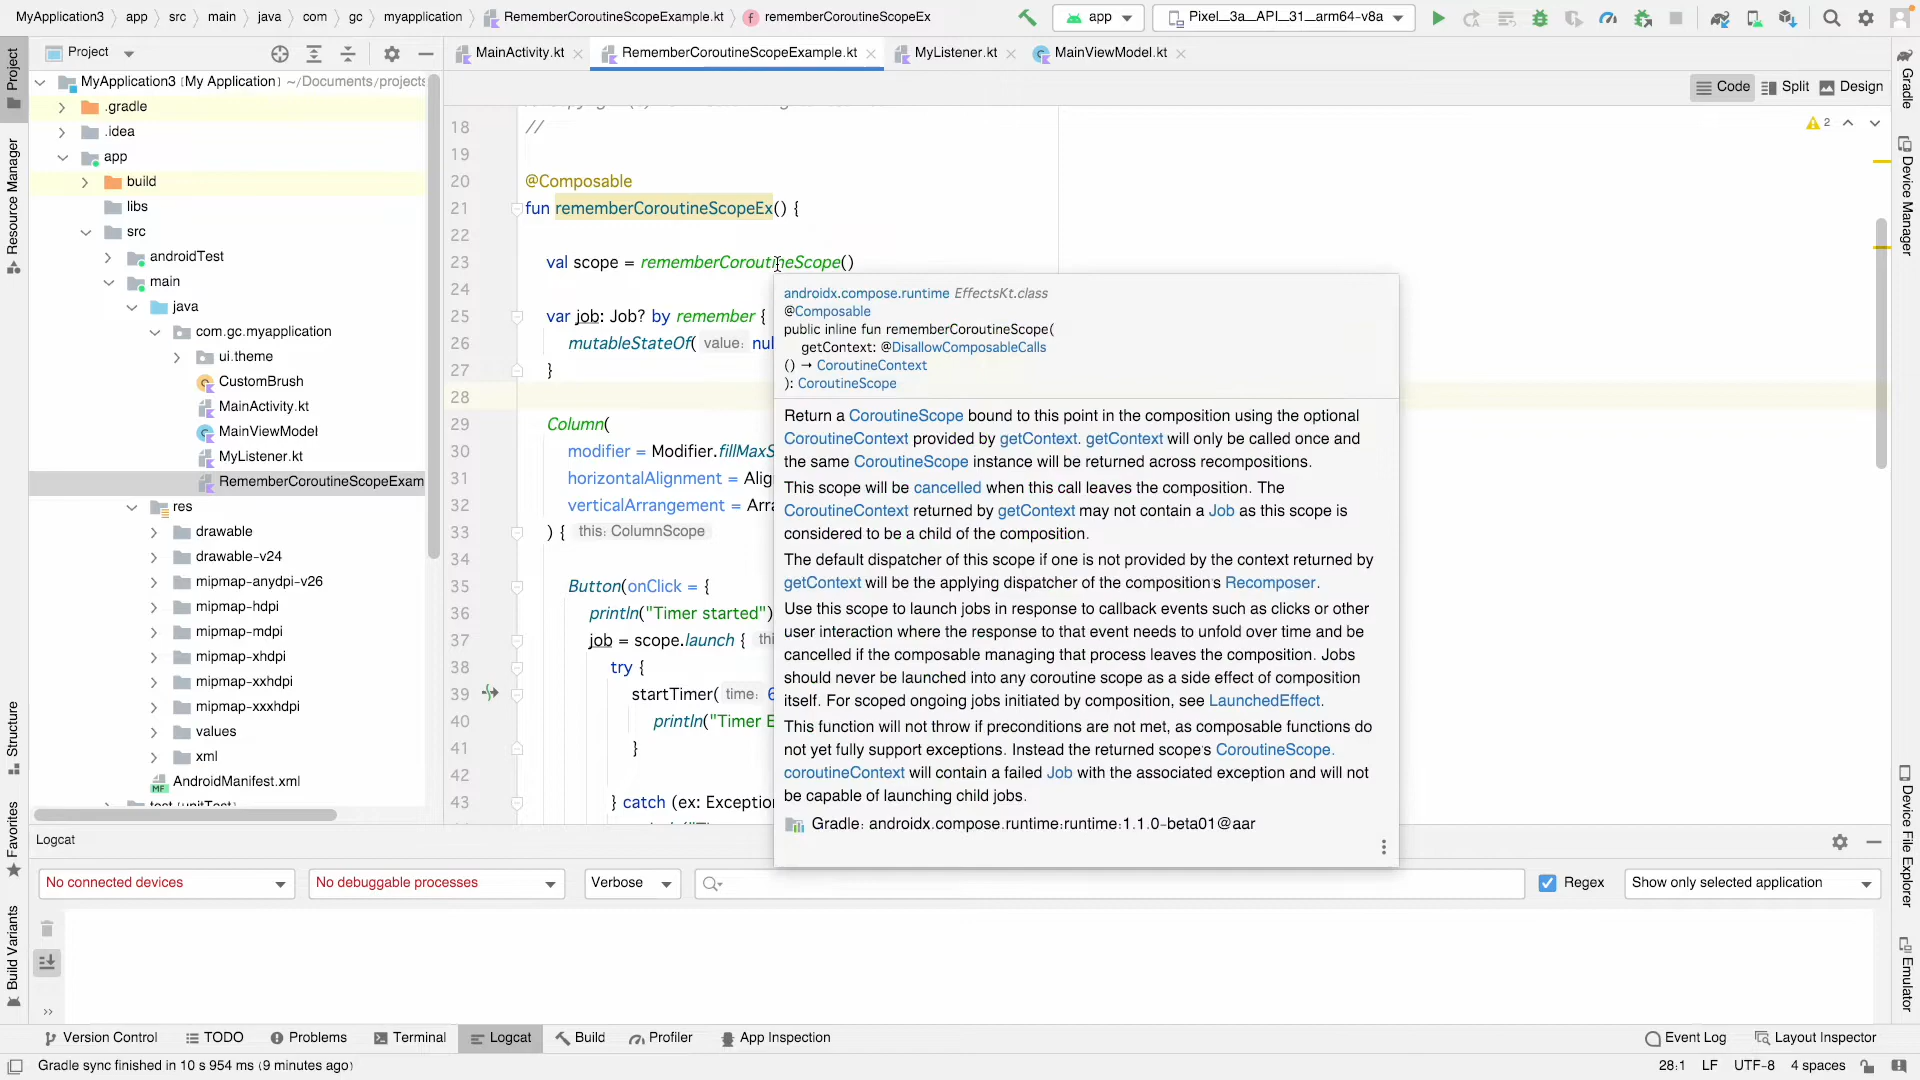 MyApplication3 app src main java com gc myapplication RememberCoroutineScopeExample.kt rememberCoroutineScopeEx
app
Pixel_3a_API_31_arm64-v8a
Project
MainActivity.kt
RememberCoroutineScopeExample.kt
MyListener.kt
MainViewModel.kt
Code Split Design
Project
Resource Manager
Structure
Favorites
Build Variants
MyApplication3 [My Application] ~/Documents/projects
.gradle
.idea
app
build
libs
src
androidTest
main
java
com.gc.myapplication
ui.theme
CustomBrush
MainActivity.kt
MainViewModel
MyListener.kt
RememberCoroutineScopeExam
res
drawable
drawable-v24
mipmap-anydpi-v26
mipmap-hdpi
mipmap-mdpi
mipmap-xhdpi
mipmap-xxhdpi
mipmap-xxxhdpi
values
xml
AndroidManifest.xml
18 //
19
20 @Composable
21 fun rememberCoroutineScopeEx() {
22
23 val scope = rememberCoroutineScope()
24
25 var job: Job? by remember {
26 mutableStateOf( value: nul
27 }
28
29 Column(
30 modifier = Modifier.fillMaxS
31 horizontalAlignment = Alig
32 verticalArrangement = Arra
33 ) { this: ColumnScope
34
35 Button(onClick = {
36 println("Timer started")
37 job = scope.launch { thi
38 try {
39 startTimer( time: 6
40 println("Timer E
41 }
42
43 } catch (ex: Exception
2
androidx.compose.runtime EffectsKt.class
@Composable
public inline fun rememberCoroutineScope(
getContext: @DisallowComposableCalls
() → CoroutineContext
): CoroutineScope
Return a CoroutineScope bound to this point in the composition using the optional
CoroutineContext provided by getContext. getContext will only be called once and
the same CoroutineScope instance will be returned across recompositions.
This scope will be cancelled when this call leaves the composition. The
CoroutineContext returned by getContext may not contain a Job as this scope is
considered to be a child of the composition.
The default dispatcher of this scope if one is not provided by the context returned by
getContext will be the applying dispatcher of the composition's Recomposer.
Use this scope to launch jobs in response to callback events such as clicks or other
user interaction where the response to that event needs to unfold over time and be
cancelled if the composable managing that process leaves the composition. Jobs
should never be launched into any coroutine scope as a side effect of composition
itself. For scoped ongoing jobs initiated by composition, see LaunchedEffect.
This function will not throw if preconditions are not met, as composable functions do
not yet fully support exceptions. Instead the returned scope's CoroutineScope.
coroutineContext will contain a failed Job with the associated exception and will not
be capable of launching child jobs.
Gradle: androidx.compose.runtime:runtime:1.1.0-beta01@aar
Gradle
Device Manager
Device File Explorer
Emulator
Logcat
No connected devices
No debuggable processes
Verbose
Regex
Show only selected application
Version Control TODO Problems Terminal Logcat Build Profiler App Inspection
Event Log Layout Inspector
Gradle sync finished in 10 s 954 ms (9 minutes ago)
28:1 LF UTF-8 4 spaces